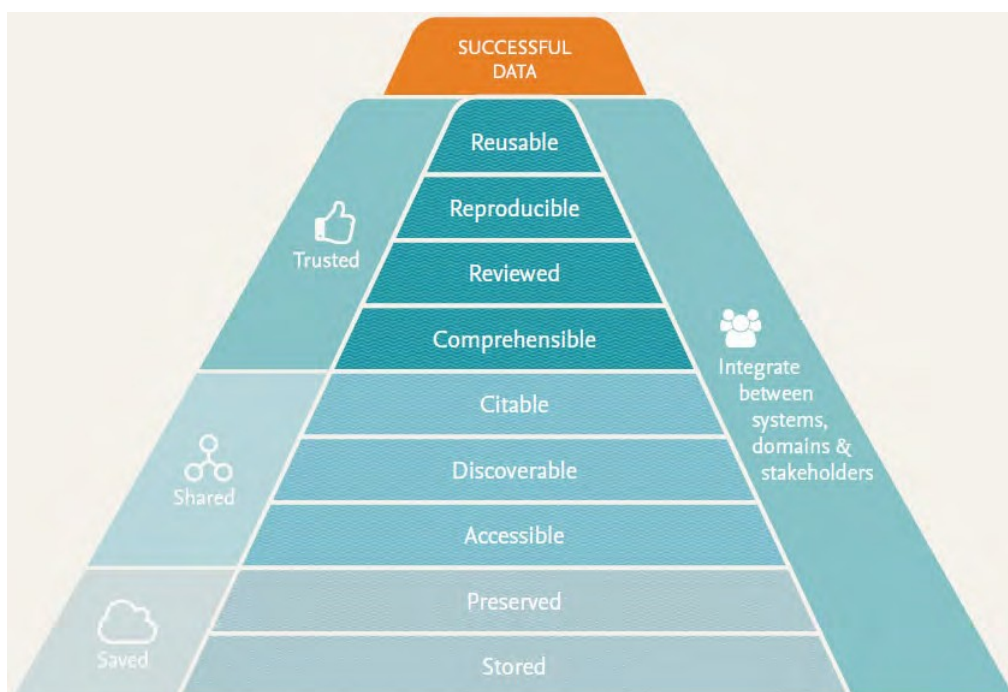 SUCCESSFUL
DATA
Reusable
Reproducible
Reviewed
Comprehensible
Citable
Discoverable
Accessible
Preserved
Stored
Trusted
Shared
Saved
Integrate
between
systems,
domains &
stakeholders